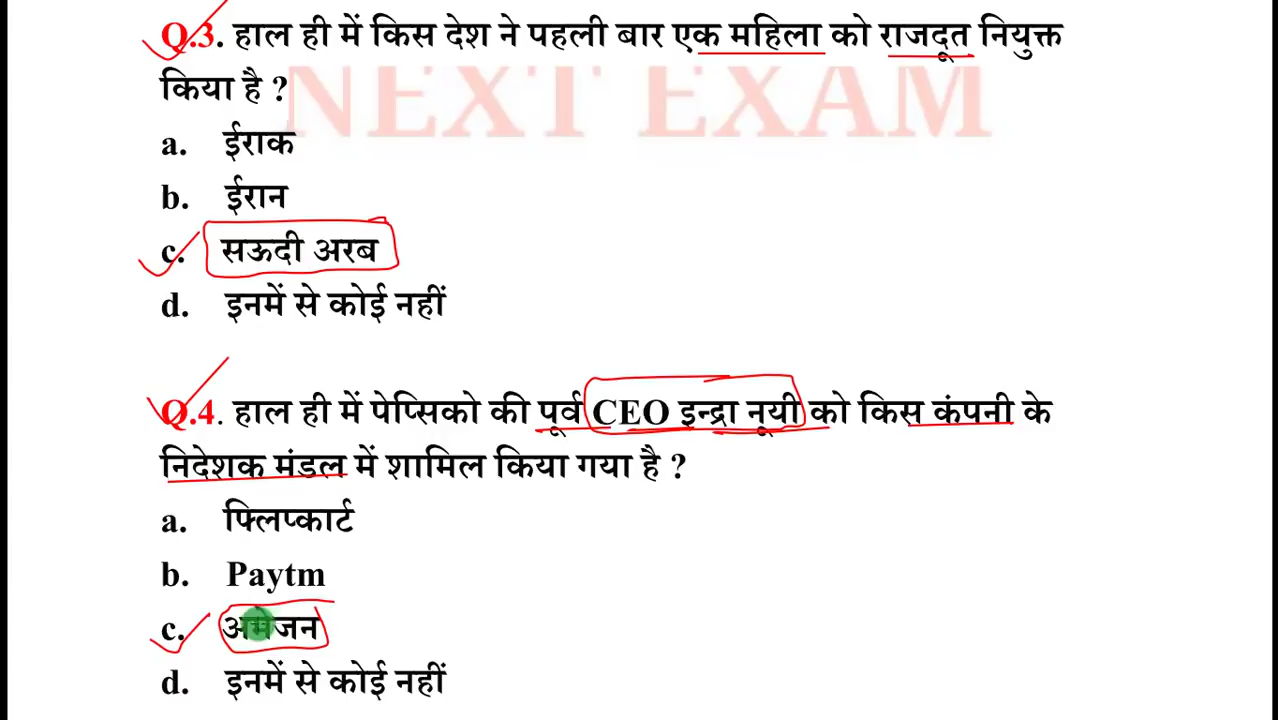 Q.3. हाल ही में किस देश ने पहली बार एक महिला को राजदूत नियुक्त
किया है ?
NEXT EXAM
a. ईराक
b. ईरान
c. सऊदी अरब
d. इनमें से कोई नहीं
Q.4. हाल ही में पेप्सिको की पूर्व CEO इन्द्रा नूयी को किस कंपनी के
निदेशक मंडल में शामिल किया गया है ?
a. फ्लिप्कार्ट
b. Paytm
c. अमेजन
d. इनमें से कोई नहीं